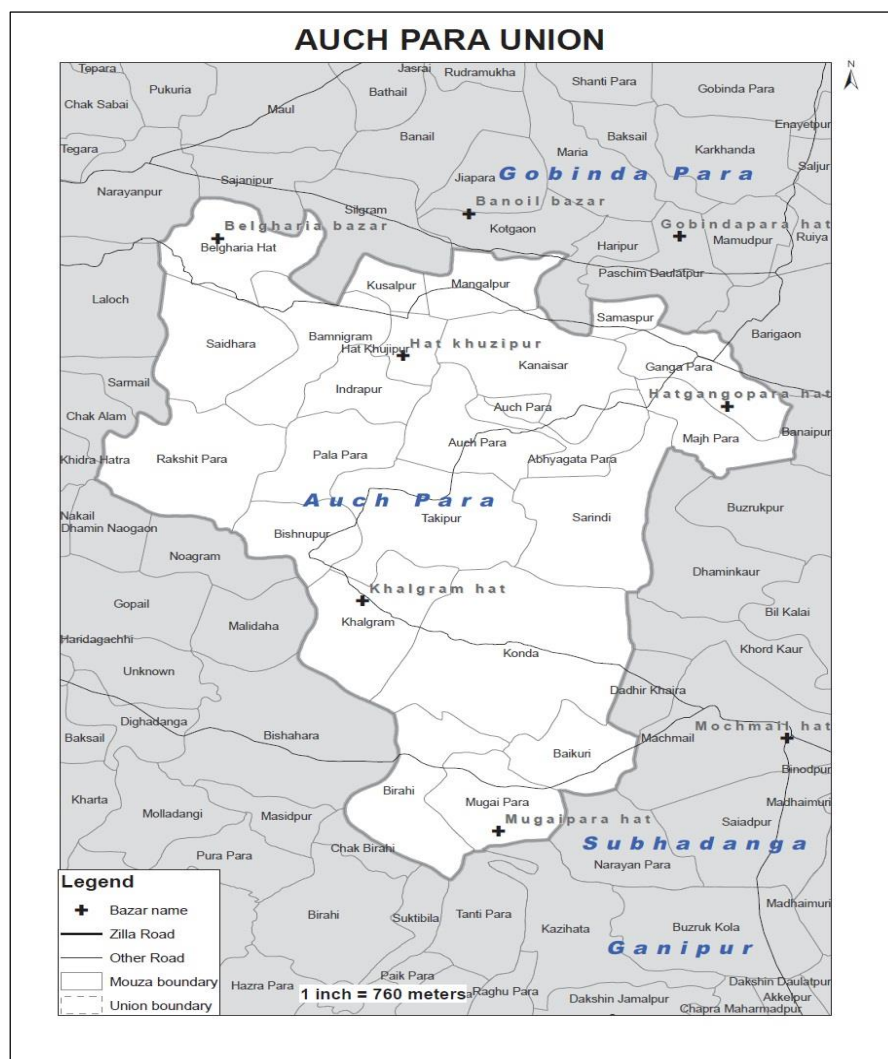 AUCH PARA UNION
N
Tepara
Jasrai
Rudramukha
Pukuria
Bathail
Shanti Para
Gobinda Para
Chak Sabai
Maul
Enayetpur
Banail
Baksail
Tegara
Maria
Karkhanda
Saljur
Sajanipur
Jiapara
Gobinda Para
Narayanpur
Silgram
Banoil bazar
Belgharia bazar
Kotgaon
Gobindapara hat
Belgharia Hat
Haripur
Mamudpur
Ruiya
Laloch
Kusalpur
Mangalpur
Paschim Daulatpur
Samaspur
Barigaon
Saidhara
Bamnigram
Hat Khujipur
Hat khuzipur
Kanaisar
Ganga Para
Sarmail
Indrapur
Hatgangopara hat
Chak Alam
Auch Para
Banaipur
Khidra Hatra
Rakshit Para
Pala Para
Auch Para
Abhyagata Para
Majh Para
Auch Para
Buzrukpur
Nakail
Dhamin Naogaon
Bishnupur
Takipur
Sarindi
Noagram
Dhaminkaur
Khalgram hat
Gopail
Malidaha
Khalgram
Bil Kalai
Haridagachhi
Konda
Khord Kaur
Unknown
Dadhir Khaira
Dighadanga
Mochmail hat
Baksail
Bishahara
Baikuri
Machmail
Binodpur
Kharta
Birahi
Mugai Para
Madhaimuri
Molladangi
Masidpur
Mugaipara hat
Saiadpur
Subhadanga
Pura Para
Chak Birahi
Narayan Para
Legend
Bazar name
Zilla Road
Other Road
Mouza boundary
Union boundary
Birahi
Suktibila
Tanti Para
Kazihata
Buzruk Kola
Madhaimuri
Ganipur
Hazra Para
Paik Para
Raghu Para
Dakshin Daulatpur
1 inch = 760 meters
Dakshin Jamalpur
Akkelpur
Chapra Maharmadpur